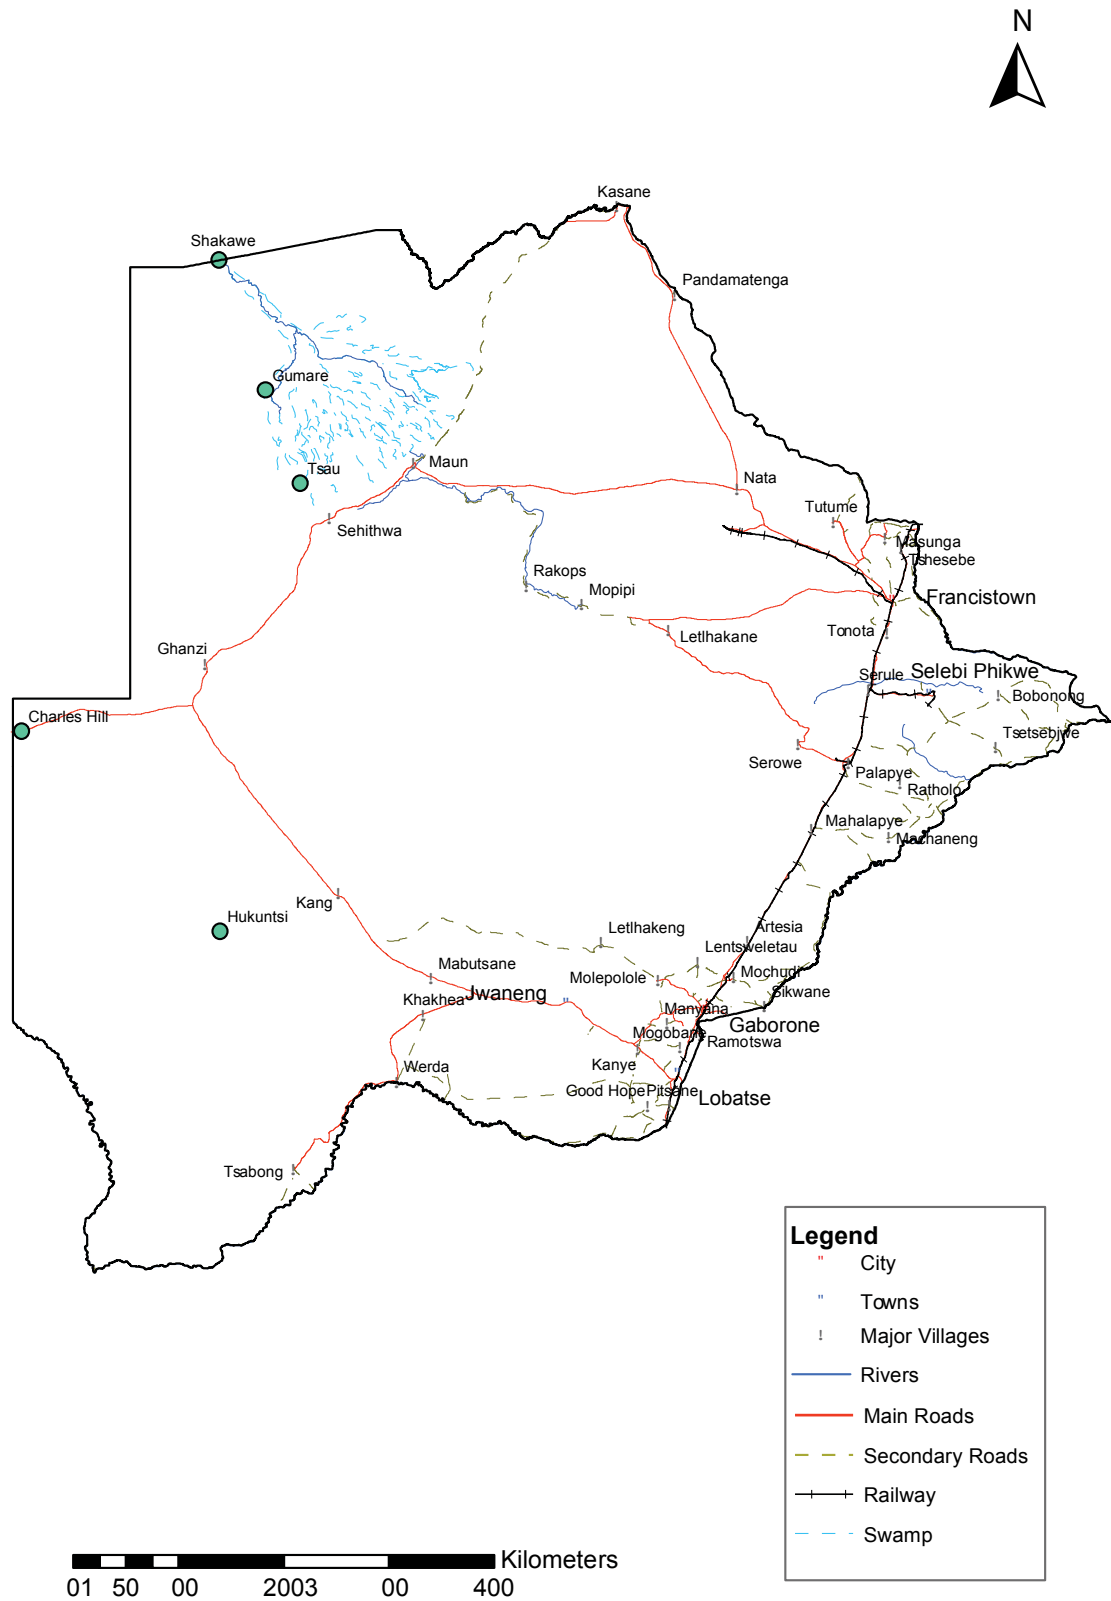 N
Kasane
Shakawe
Pandamatenga
Gumare
Maun
Tsau
Nata
Tutume
Sehithwa
Masunga
Tshesebe
Rakops
Mopipi
Francistown
Letlhakane
Tonota
Ghanzi
Serule
Selebi Phikwe
Bobonong
Charles Hill
Tsetsebjwe
Serowe
Palapye
Ratholo
Mahalapye
Machaneng
Kang
Hukuntsi
Letlhakeng
Artesia
Lentsweletau
Mabutsane
Molepolole
Mochudi
Jwaneng
Sikwane
Khakhea
Manyana
Gaborone
Mogobane
Ramotswa
Kanye
Werda
Good Hope
Pitsane
Lobatse
Tsabong
Legend
" City
" Towns
! Major Villages
Rivers
Main Roads
Secondary Roads
Railway
Swamp
Kilometers
01 50 00 2003 00 400